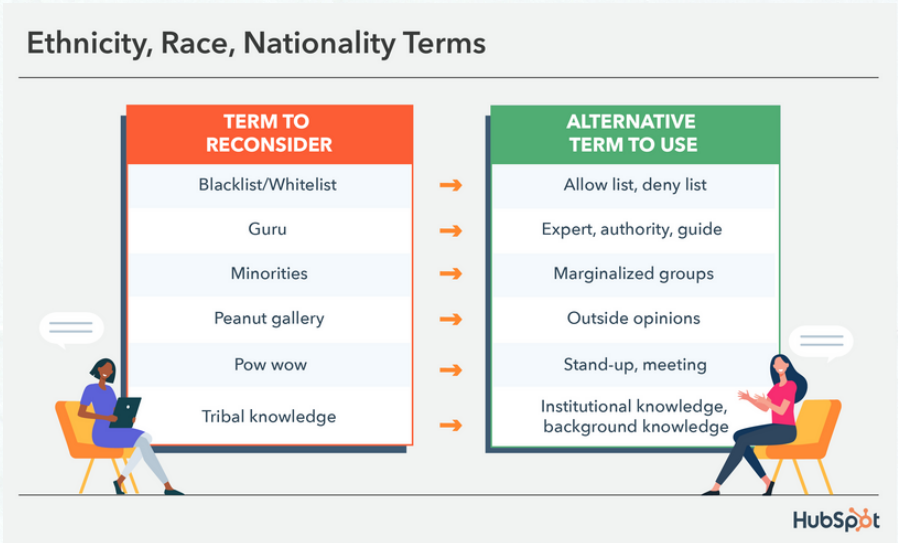 Ethnicity, Race, Nationality Terms
TERM TO
RECONSIDER
ALTERNATIVE
TERM TO USE
Blacklist/Whitelist
Allow list, deny list
Guru
Expert, authority, guide
Minorities
Marginalized groups
Peanut gallery
Outside opinions
Pow wow
Stand-up, meeting
Tribal knowledge
Institutional knowledge,
background knowledge
HubSpot